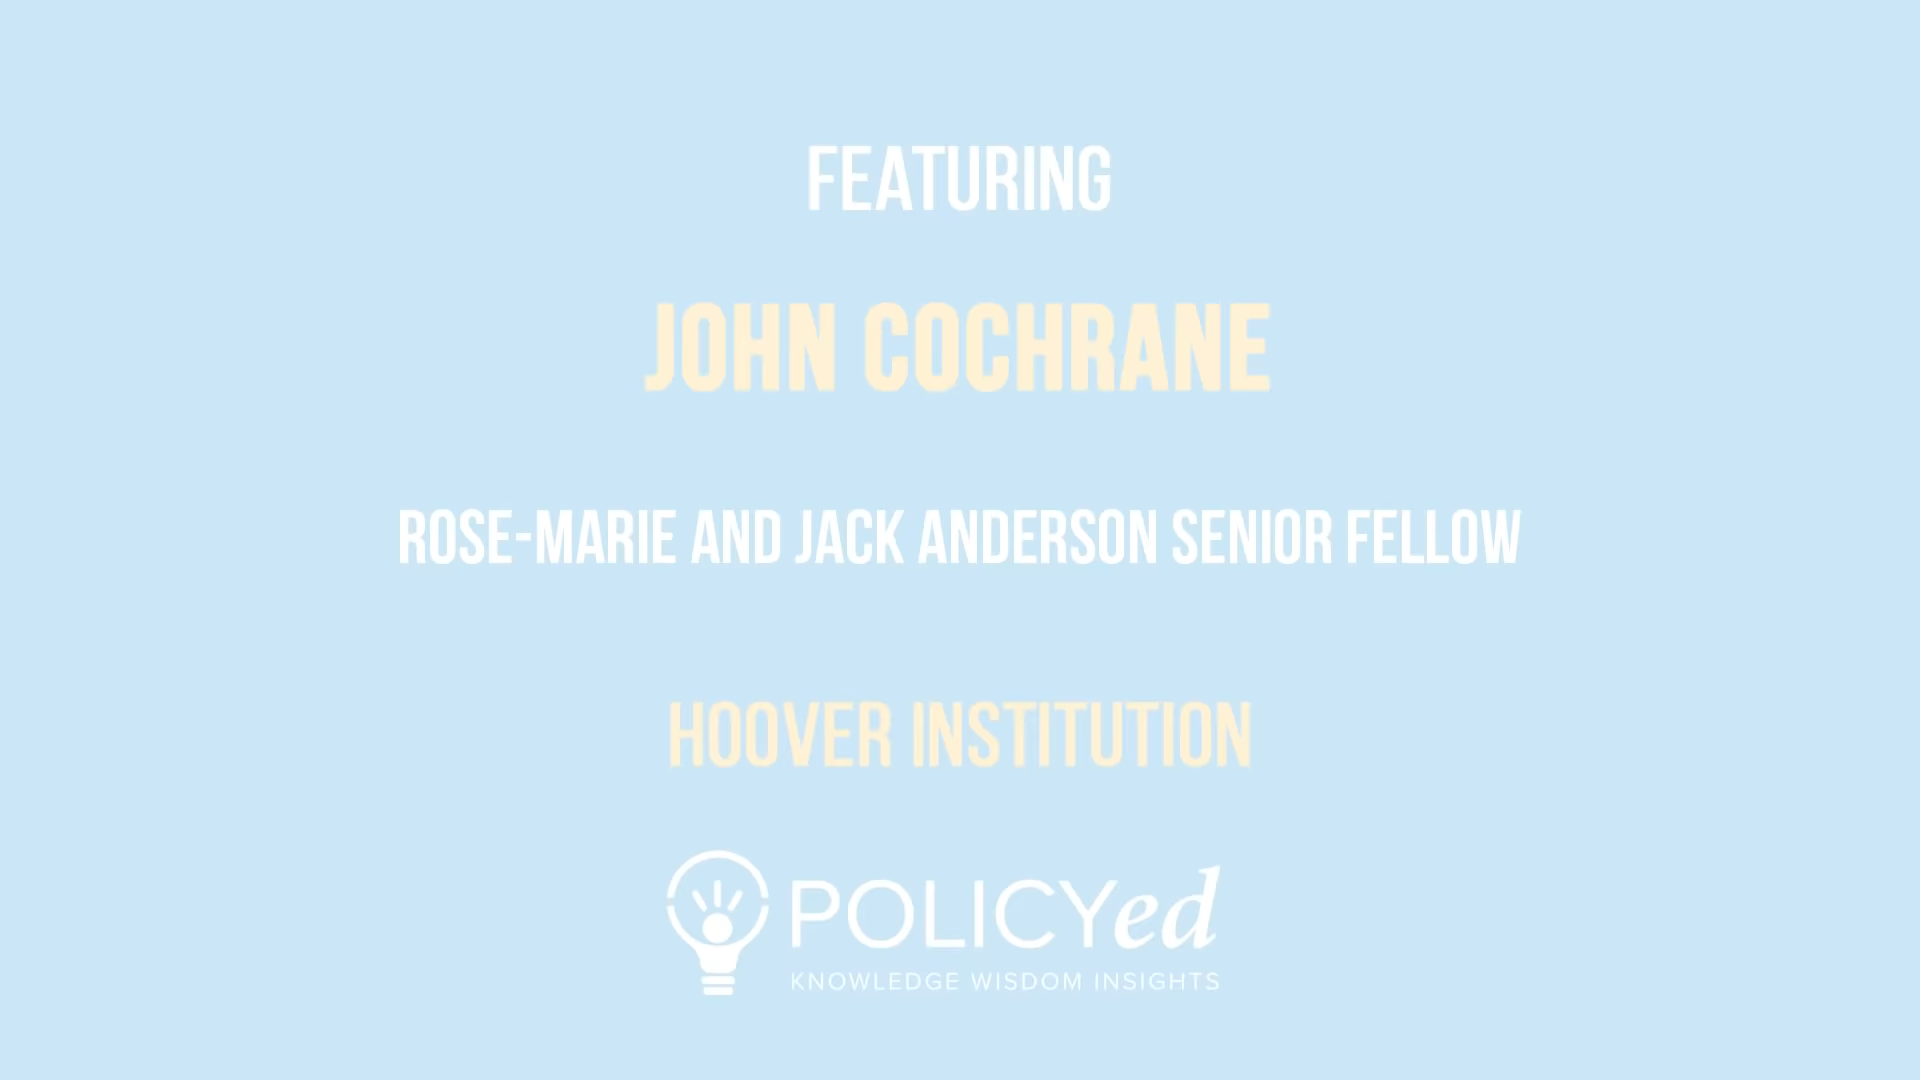 FEATURING
JOHN COCHRANE
ROSE-MARIE AND JACK ANDERSON SENIOR FELLOW
HOOVER INSTITUTION
POLICYed
KNOWLEDGE WISDOM INSIGHTS